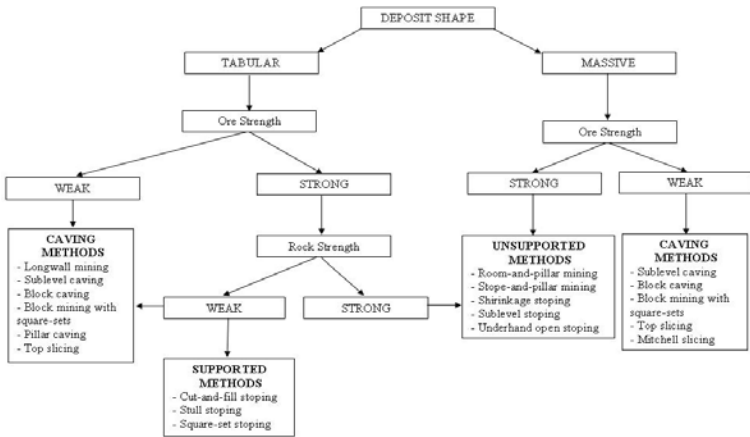 DEPOSIT SHAPE
TABULAR
MASSIVE
Ore Strength
Ore Strength
WEAK
STRONG
STRONG
WEAK
CAVING
METHODS
- Longwall mining
- Sublevel caving
- Block caving
- Block mining with
square-sets
- Pillar caving
- Top slicing
Rock Strength
WEAK
STRONG
SUPPORTED
METHODS
- Cut-and-fill stoping
- Stull stoping
- Square-set stoping
UNSUPPORTED
METHODS
- Room-and-pillar mining
- Stope-and-pillar mining
- Shirinkage stoping
- Sublevel stoping
- Underhand open stoping
CAVING
METHODS
- Sublevel caving
- Block caving
- Block mining with
square-sets
- Top slicing
- Mitchell slicing